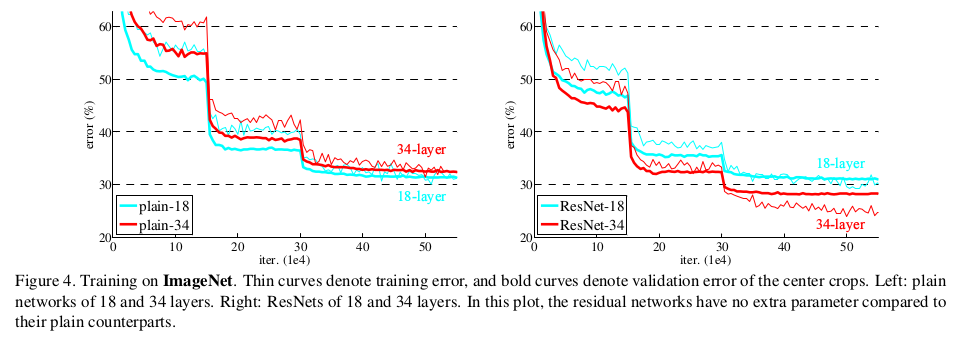 60
50
40
30
20
error (%)
0
10
20
30
40
50
iter. (1e4)
plain-18
plain-34
34-layer
18-layer
60
50
40
30
20
error (%)
0
10
20
30
40
50
iter. (1e4)
ResNet-18
ResNet-34
18-layer
34-layer
Figure 4. Training on ImageNet. Thin curves denote training error, and bold curves denote validation error of the center crops. Left: plain
networks of 18 and 34 layers. Right: ResNets of 18 and 34 layers. In this plot, the residual networks have no extra parameter compared to
their plain counterparts.